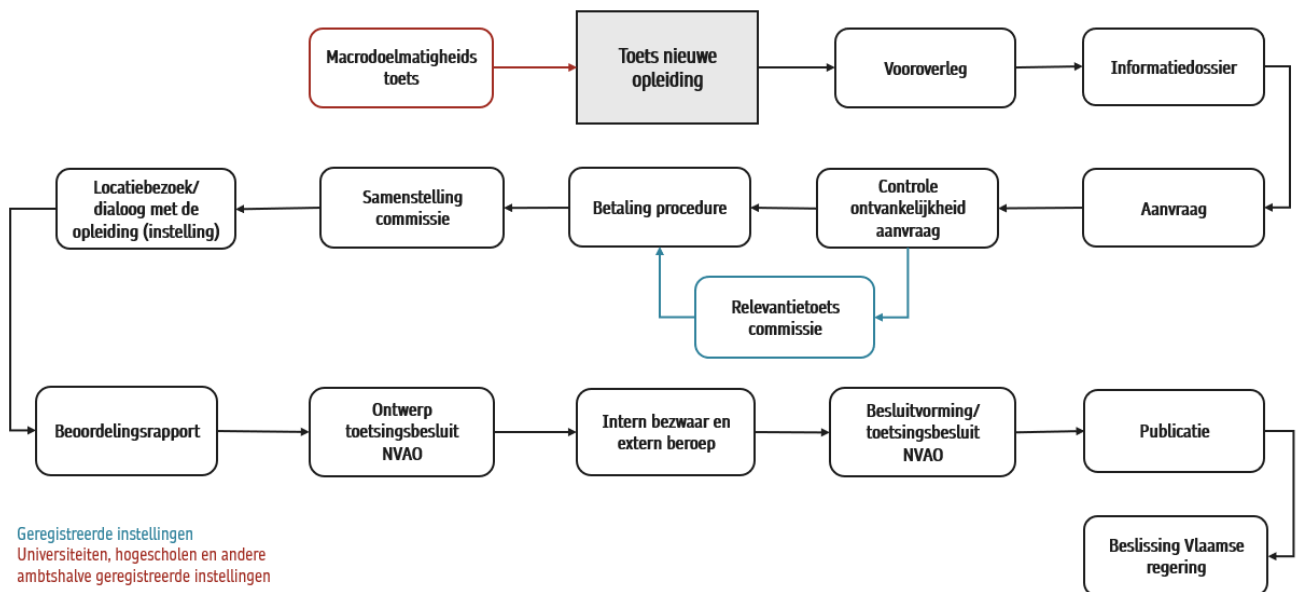 Macrodoelmatigheids
toets
Toets nieuwe
opleiding
Vooroverleg
Informatiedossier
Aanvraag
Controle
ontvankelijkheid
aanvraag
Betaling procedure
Samenstelling
commissie
Locatiebezoek/
dialoog met de
opleiding (instelling)
Relevantietoets
commissie
Beoordelingsrapport
Ontwerp
toetsingsbesluit
NVAO
Intern bezwaar en
extern beroep
Besluitvorming/
toetsingsbesluit
NVAO
Publicatie
Beslissing Vlaamse
regering
Geregistreerde instellingen
Universiteiten, hogescholen en andere
ambtshalve geregistreerde instellingen